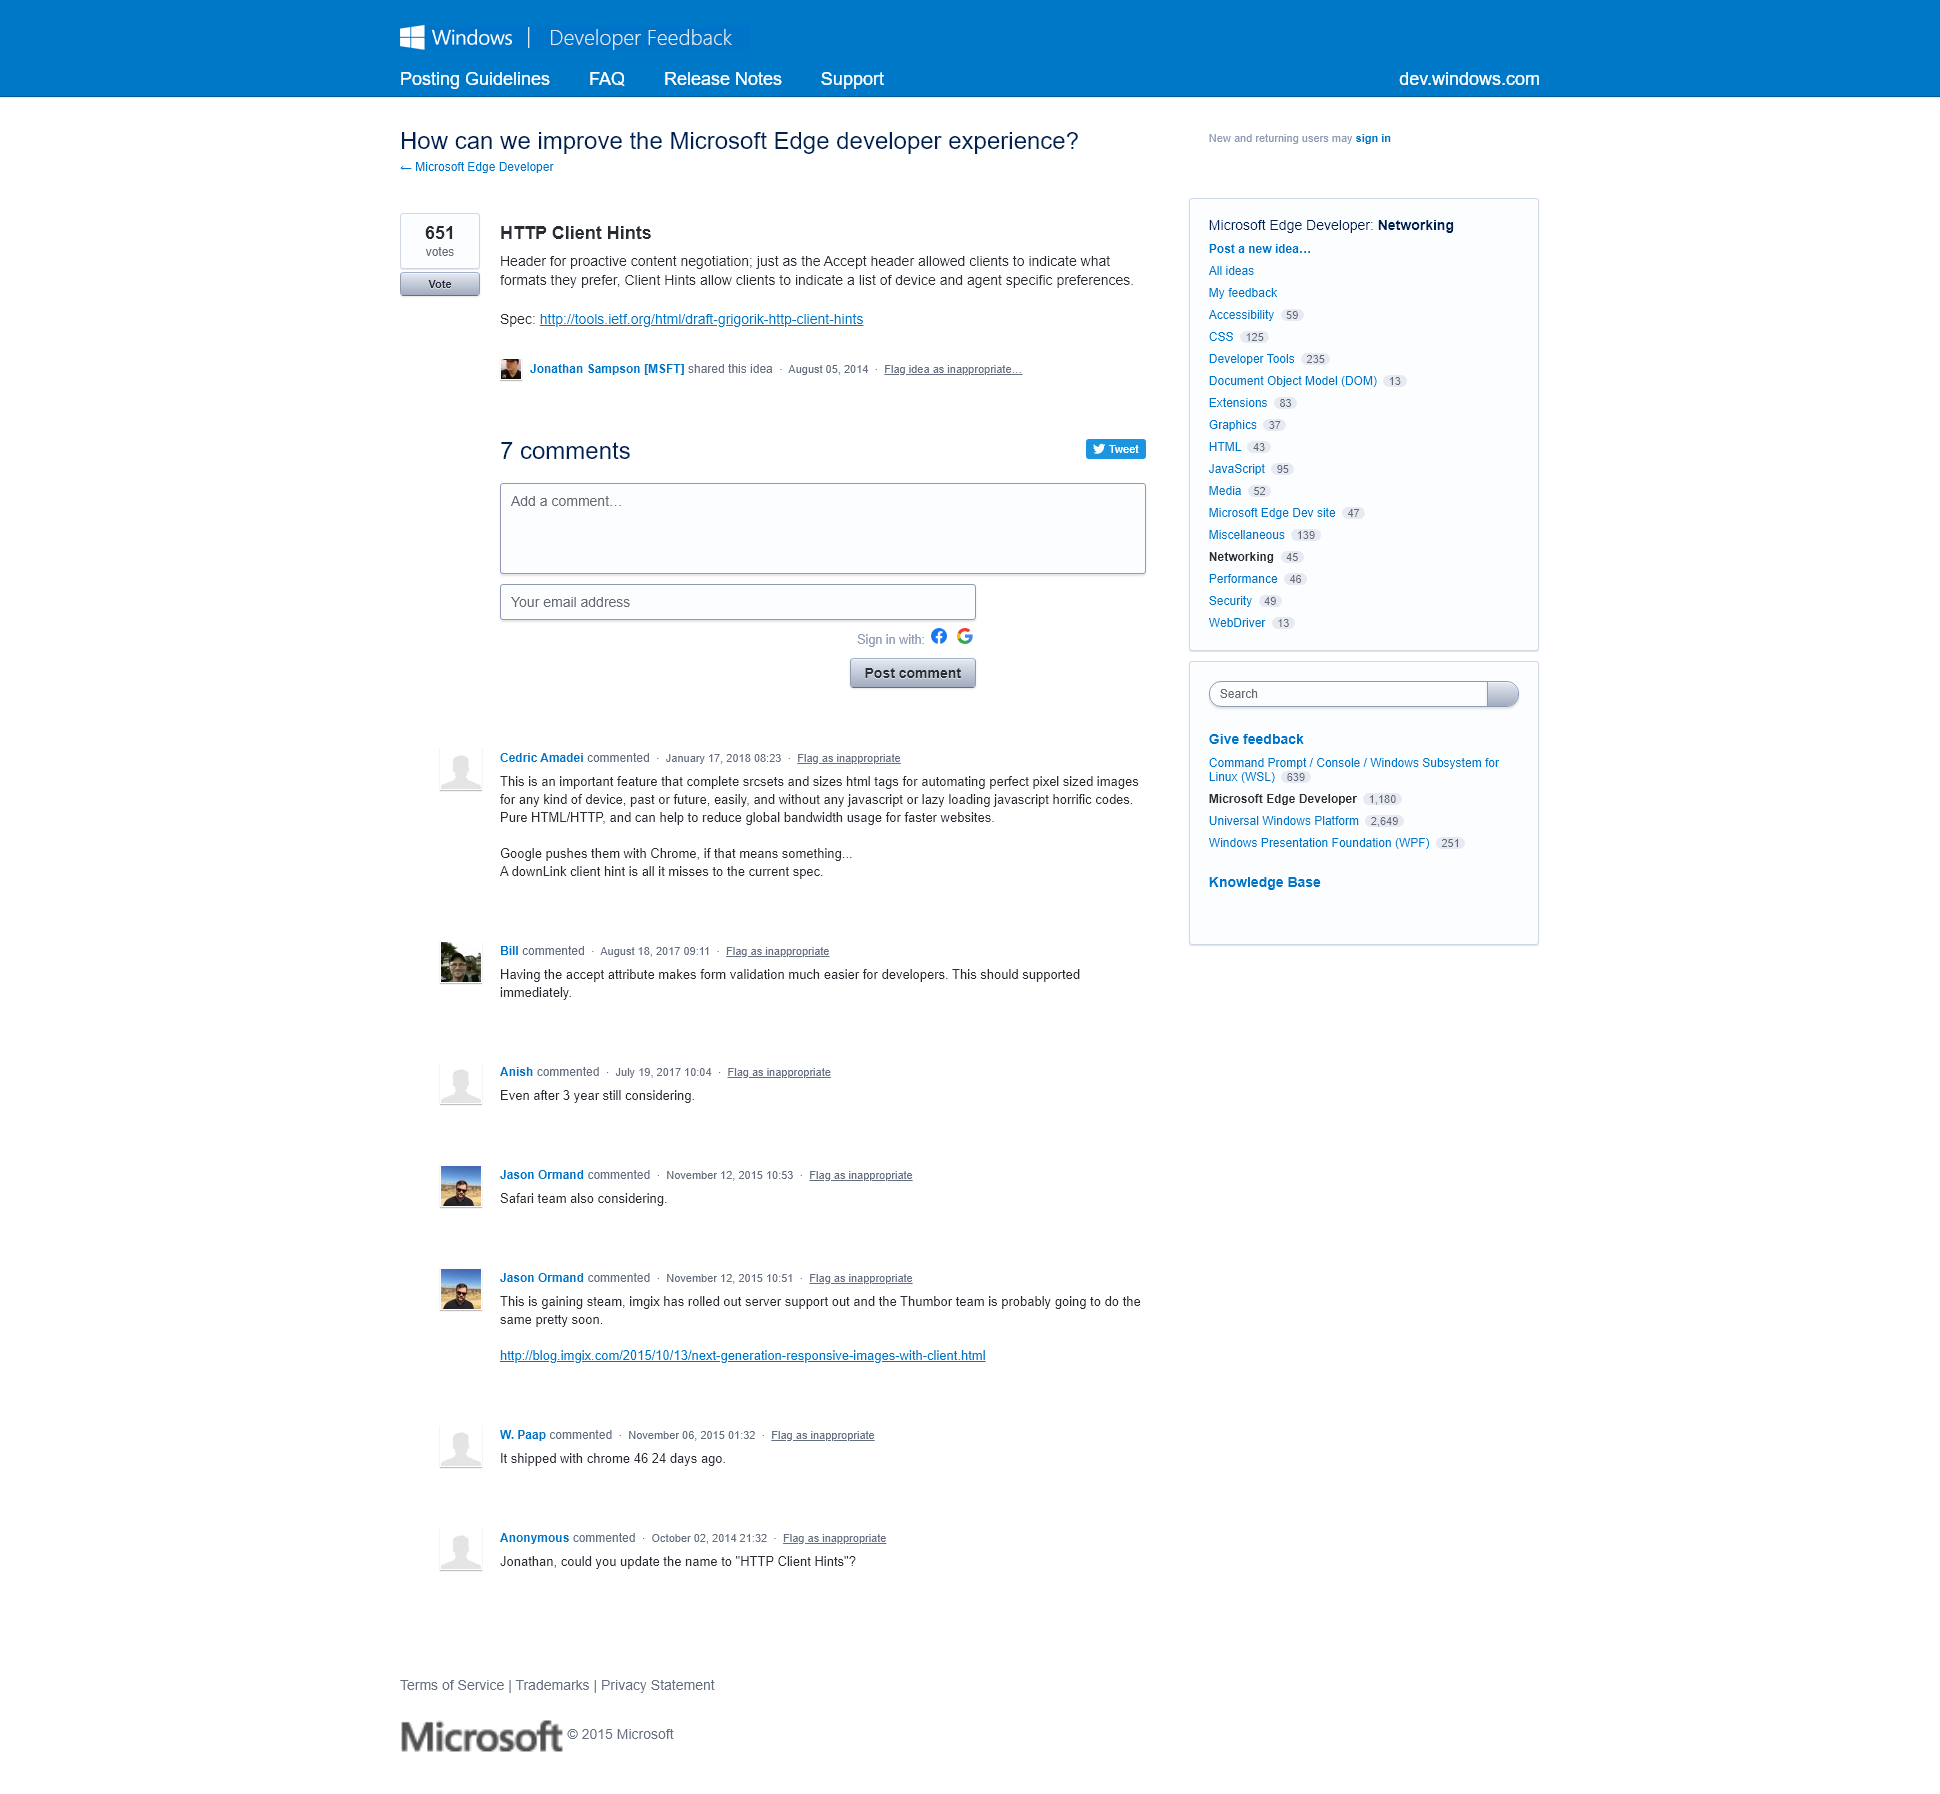 Windows | Developer Feedback
Posting Guidelines FAQ Release Notes Support dev.windows.com
How can we improve the Microsoft Edge developer experience?
← Microsoft Edge Developer
New and returning users may sign in
651
votes
Vote
HTTP Client Hints
Header for proactive content negotiation; just as the Accept header allowed clients to indicate what
formats they prefer, Client Hints allow clients to indicate a list of device and agent specific preferences.
Spec: http://tools.ietf.org/html/draft-grigorik-http-client-hints
Jonathan Sampson [MSFT] shared this idea · August 05, 2014 · Flag idea as inappropriate…
7 comments
Tweet
Add a comment…
Your email address
Sign in with:
Post comment
Cedric Amadei commented · January 17, 2018 08:23 · Flag as inappropriate
This is an important feature that complete srcsets and sizes html tags for automating perfect pixel sized images
for any kind of device, past or future, easily, and without any javascript or lazy loading javascript horrific codes.
Pure HTML/HTTP, and can help to reduce global bandwidth usage for faster websites.
Google pushes them with Chrome, if that means something...
A downLink client hint is all it misses to the current spec.
Bill commented · August 18, 2017 09:11 · Flag as inappropriate
Having the accept attribute makes form validation much easier for developers. This should supported
immediately.
Anish commented · July 19, 2017 10:04 · Flag as inappropriate
Even after 3 year still considering.
Jason Ormand commented · November 12, 2015 10:53 · Flag as inappropriate
Safari team also considering.
Jason Ormand commented · November 12, 2015 10:51 · Flag as inappropriate
This is gaining steam, imgix has rolled out server support out and the Thumbor team is probably going to do the
same pretty soon.
http://blog.imgix.com/2015/10/13/next-generation-responsive-images-with-client.html
W. Paap commented · November 06, 2015 01:32 · Flag as inappropriate
It shipped with chrome 46 24 days ago.
Anonymous commented · October 02, 2014 21:32 · Flag as inappropriate
Jonathan, could you update the name to "HTTP Client Hints"?
Microsoft Edge Developer: Networking
Post a new idea…
All ideas
My feedback
Accessibility 59
CSS 125
Developer Tools 235
Document Object Model (DOM) 13
Extensions 83
Graphics 37
HTML 43
JavaScript 95
Media 52
Microsoft Edge Dev site 47
Miscellaneous 139
Networking 45
Performance 46
Security 49
WebDriver 13
Search
Give feedback
Command Prompt / Console / Windows Subsystem for
Linux (WSL) 639
Microsoft Edge Developer 1,180
Universal Windows Platform 2,649
Windows Presentation Foundation (WPF) 251
Knowledge Base
Terms of Service | Trademarks | Privacy Statement
Microsoft © 2015 Microsoft